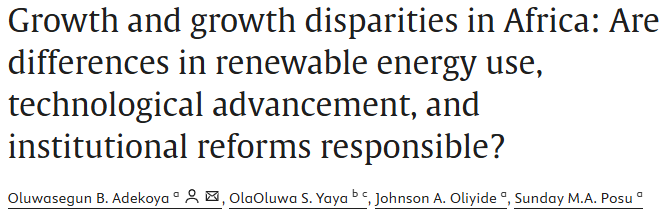 Growth and growth disparities in Africa: Are
differences in renewable energy use,
technological advancement, and
institutional reforms responsible?
Oluwasegun B. Adekoya a, OlaOluwa S. Yaya b c, Johnson A. Oliyide a, Sunday M.A. Posu a